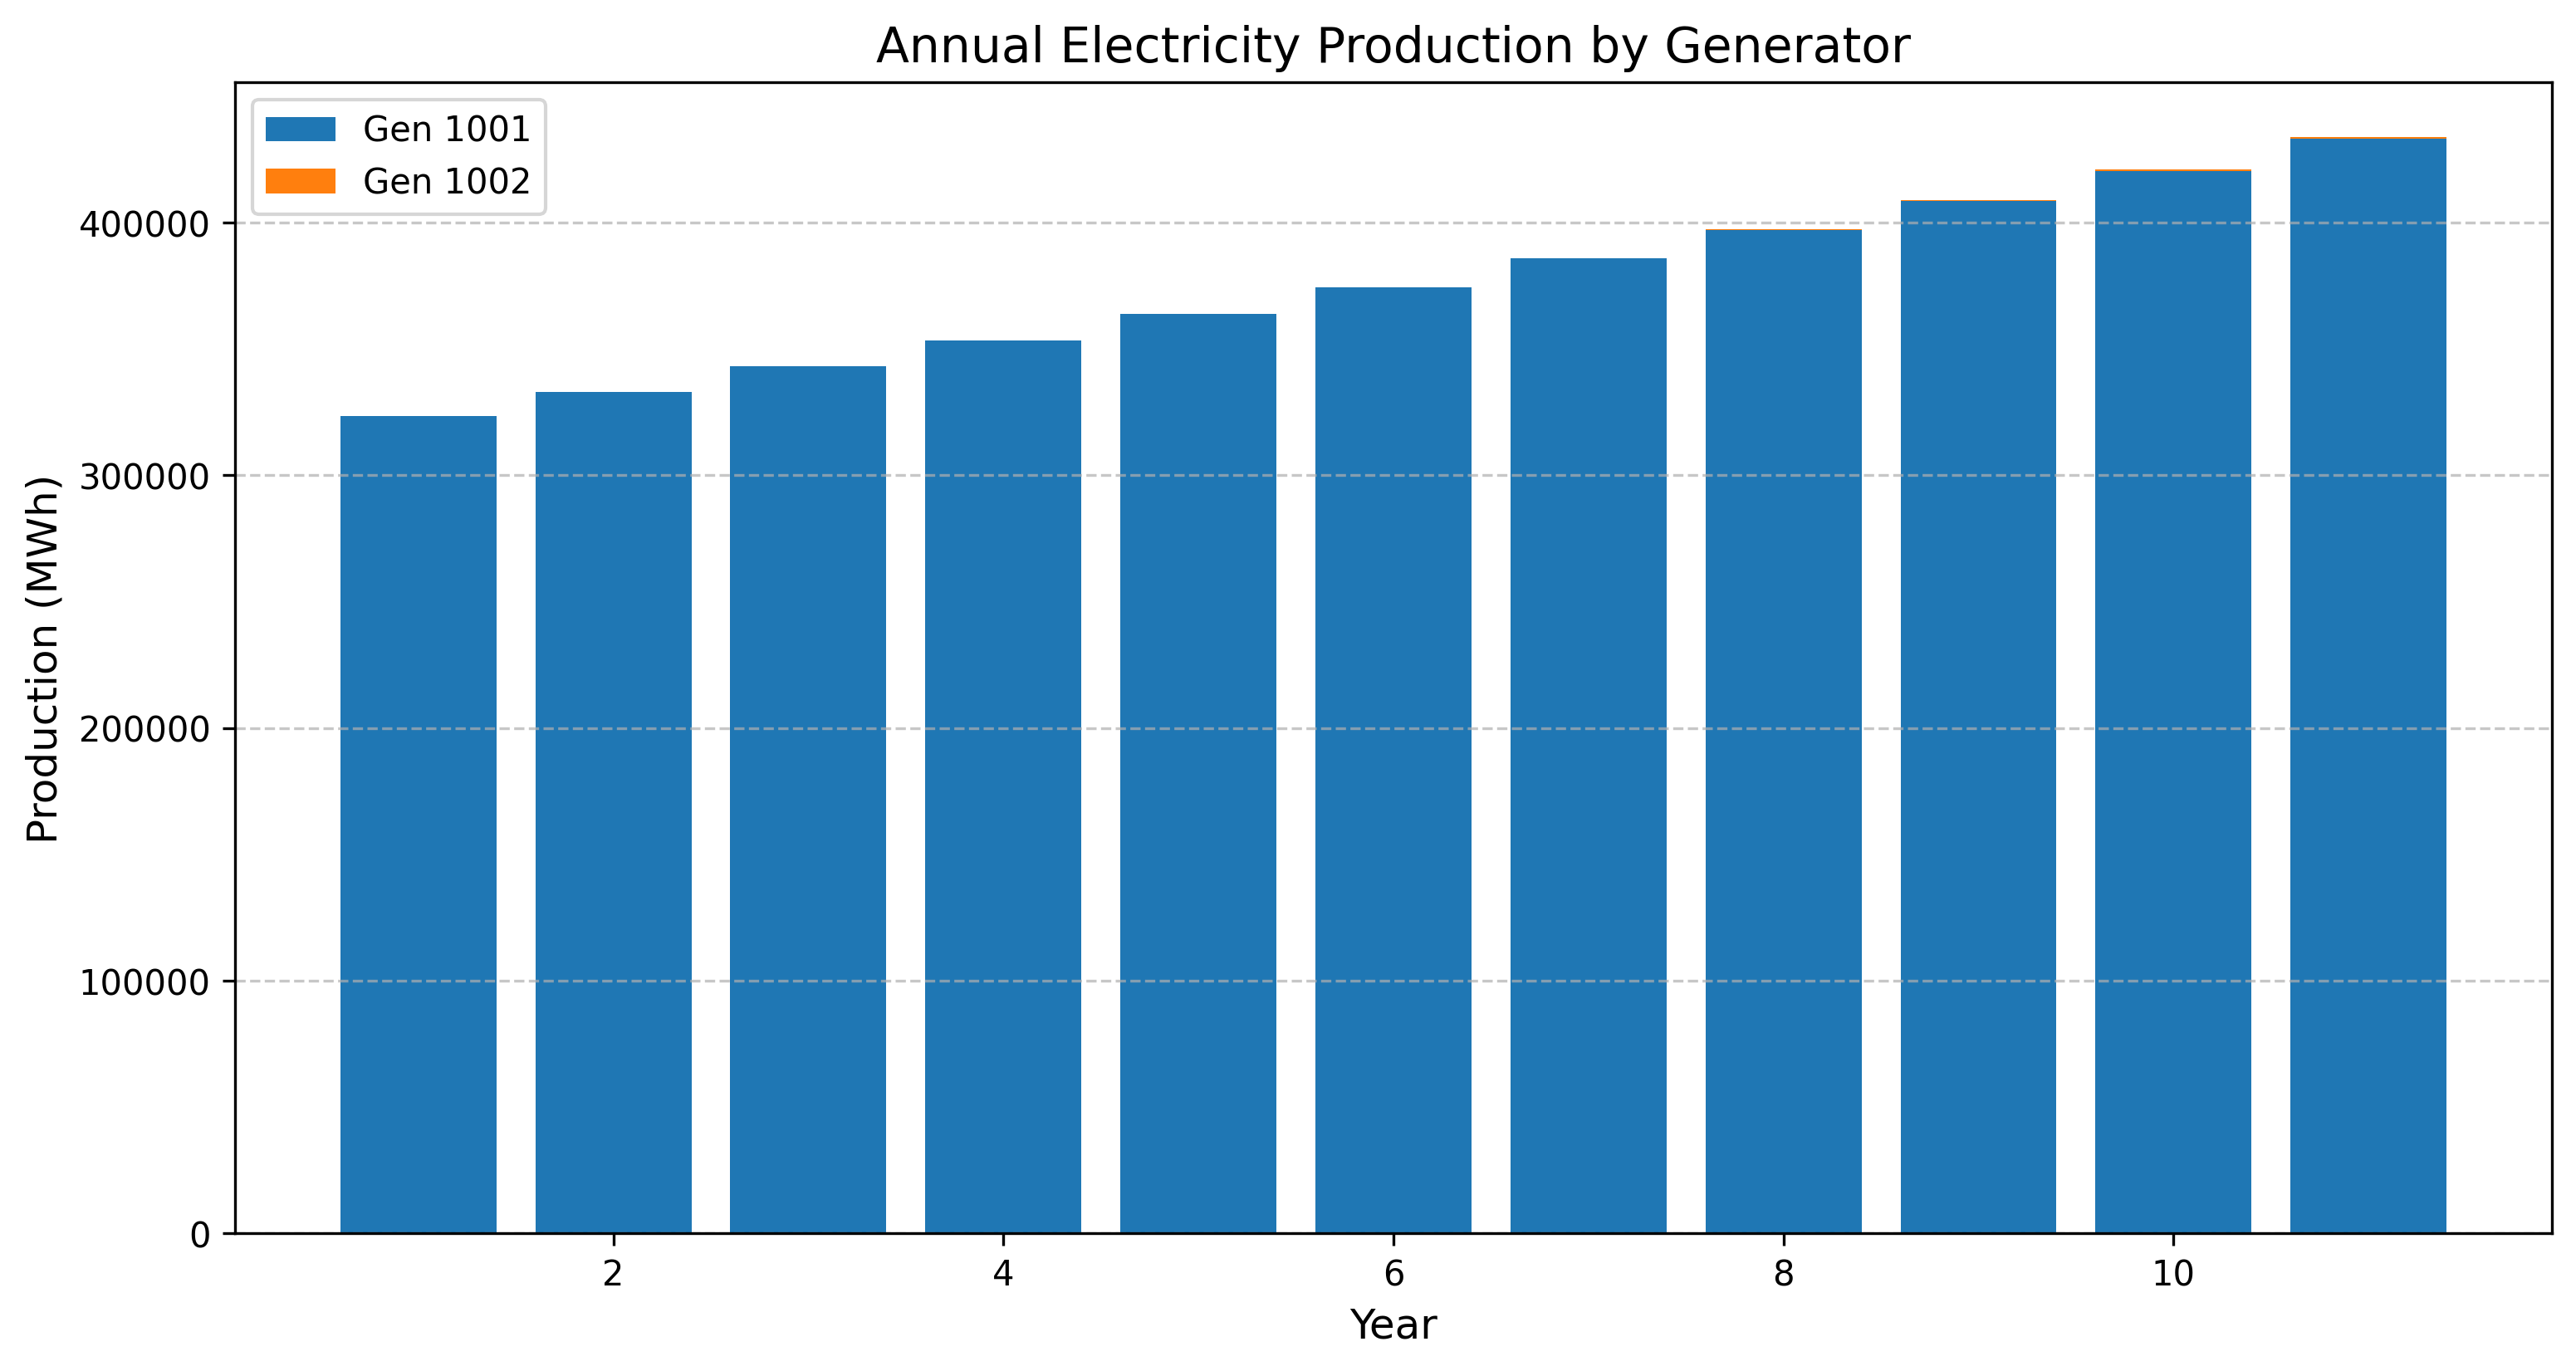 Annual Electricity Production by Generator
Gen 1001
Gen 1002
Production (MWh)
400000
300000
200000
100000
0
2 4 6 8 10
Year